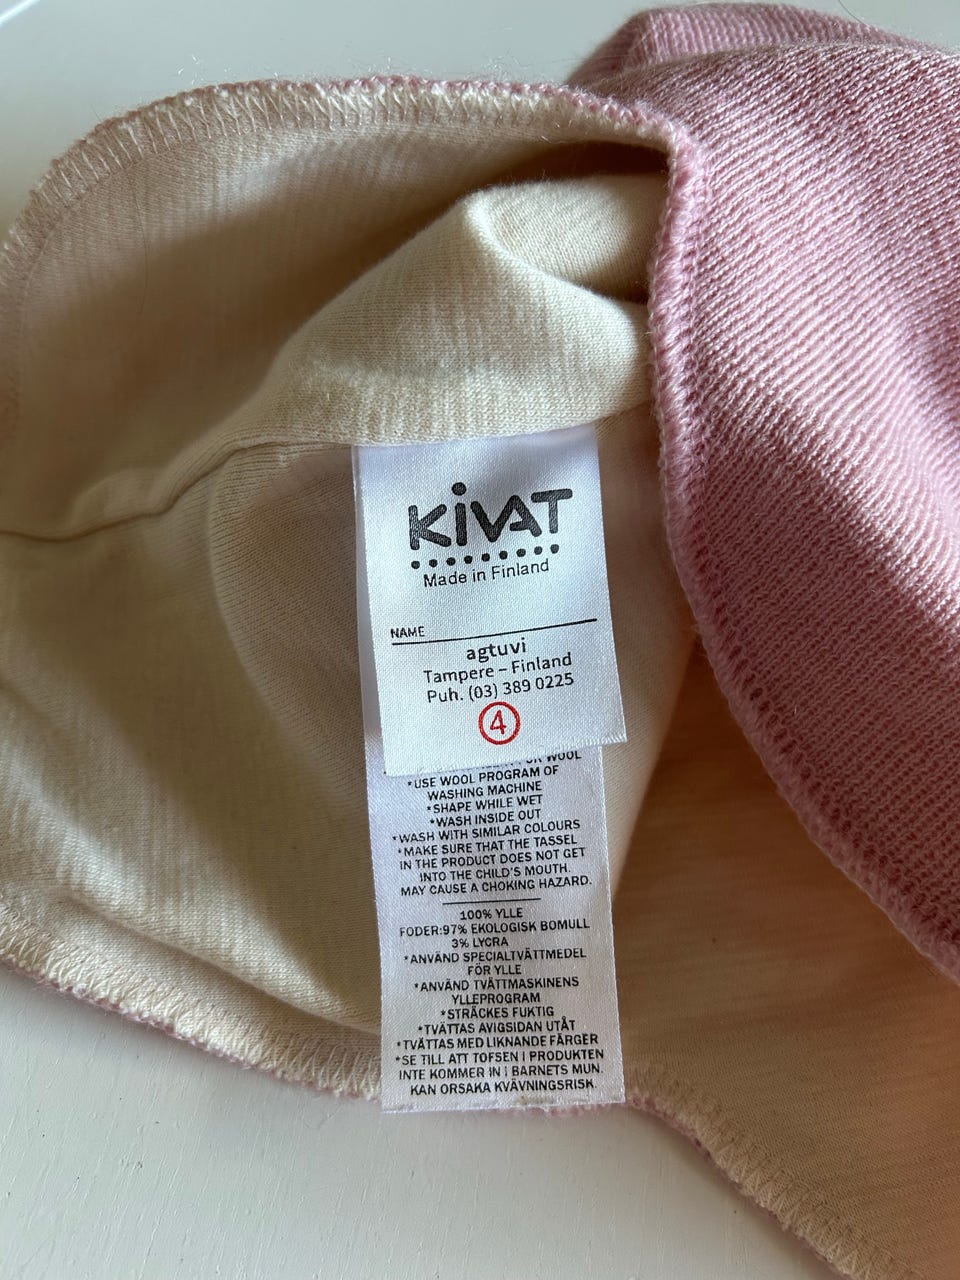 KiVAT
Made in Finland
NAME
agtuvi
Tampere – Finland
Puh. (03) 389 0225
4
FOR WOOL
*USE WOOL PROGRAM OF
WASHING MACHINE
*SHAPE WHILE WET
*WASH INSIDE OUT
*WASH WITH SIMILAR COLOURS
*MAKE SURE THAT THE TASSEL
IN THE PRODUCT DOES NOT GET
INTO THE CHILD'S MOUTH.
MAY CAUSE A CHOKING HAZARD.
100% YLLE
FODER:97% EKOLOGISK BOMULL
3% LYCRA
*ANVÄND SPECIALTVÄTTMEDEL
FÖR YLLE
*ANVÄND TVÄTTMASKINENS
YLLEPROGRAM
*STRÄCKES FUKTIG
*TVÄTTAS AVIGSIDAN UTÅT
*TVÄTTAS MED LIKNANDE FÄRGER
*SE TILL ATT TOFSEN I PRODUKTEN
INTE KOMMER IN I BARNETS MUN.
KAN ORSAKA KVÄVNINGSRISK.